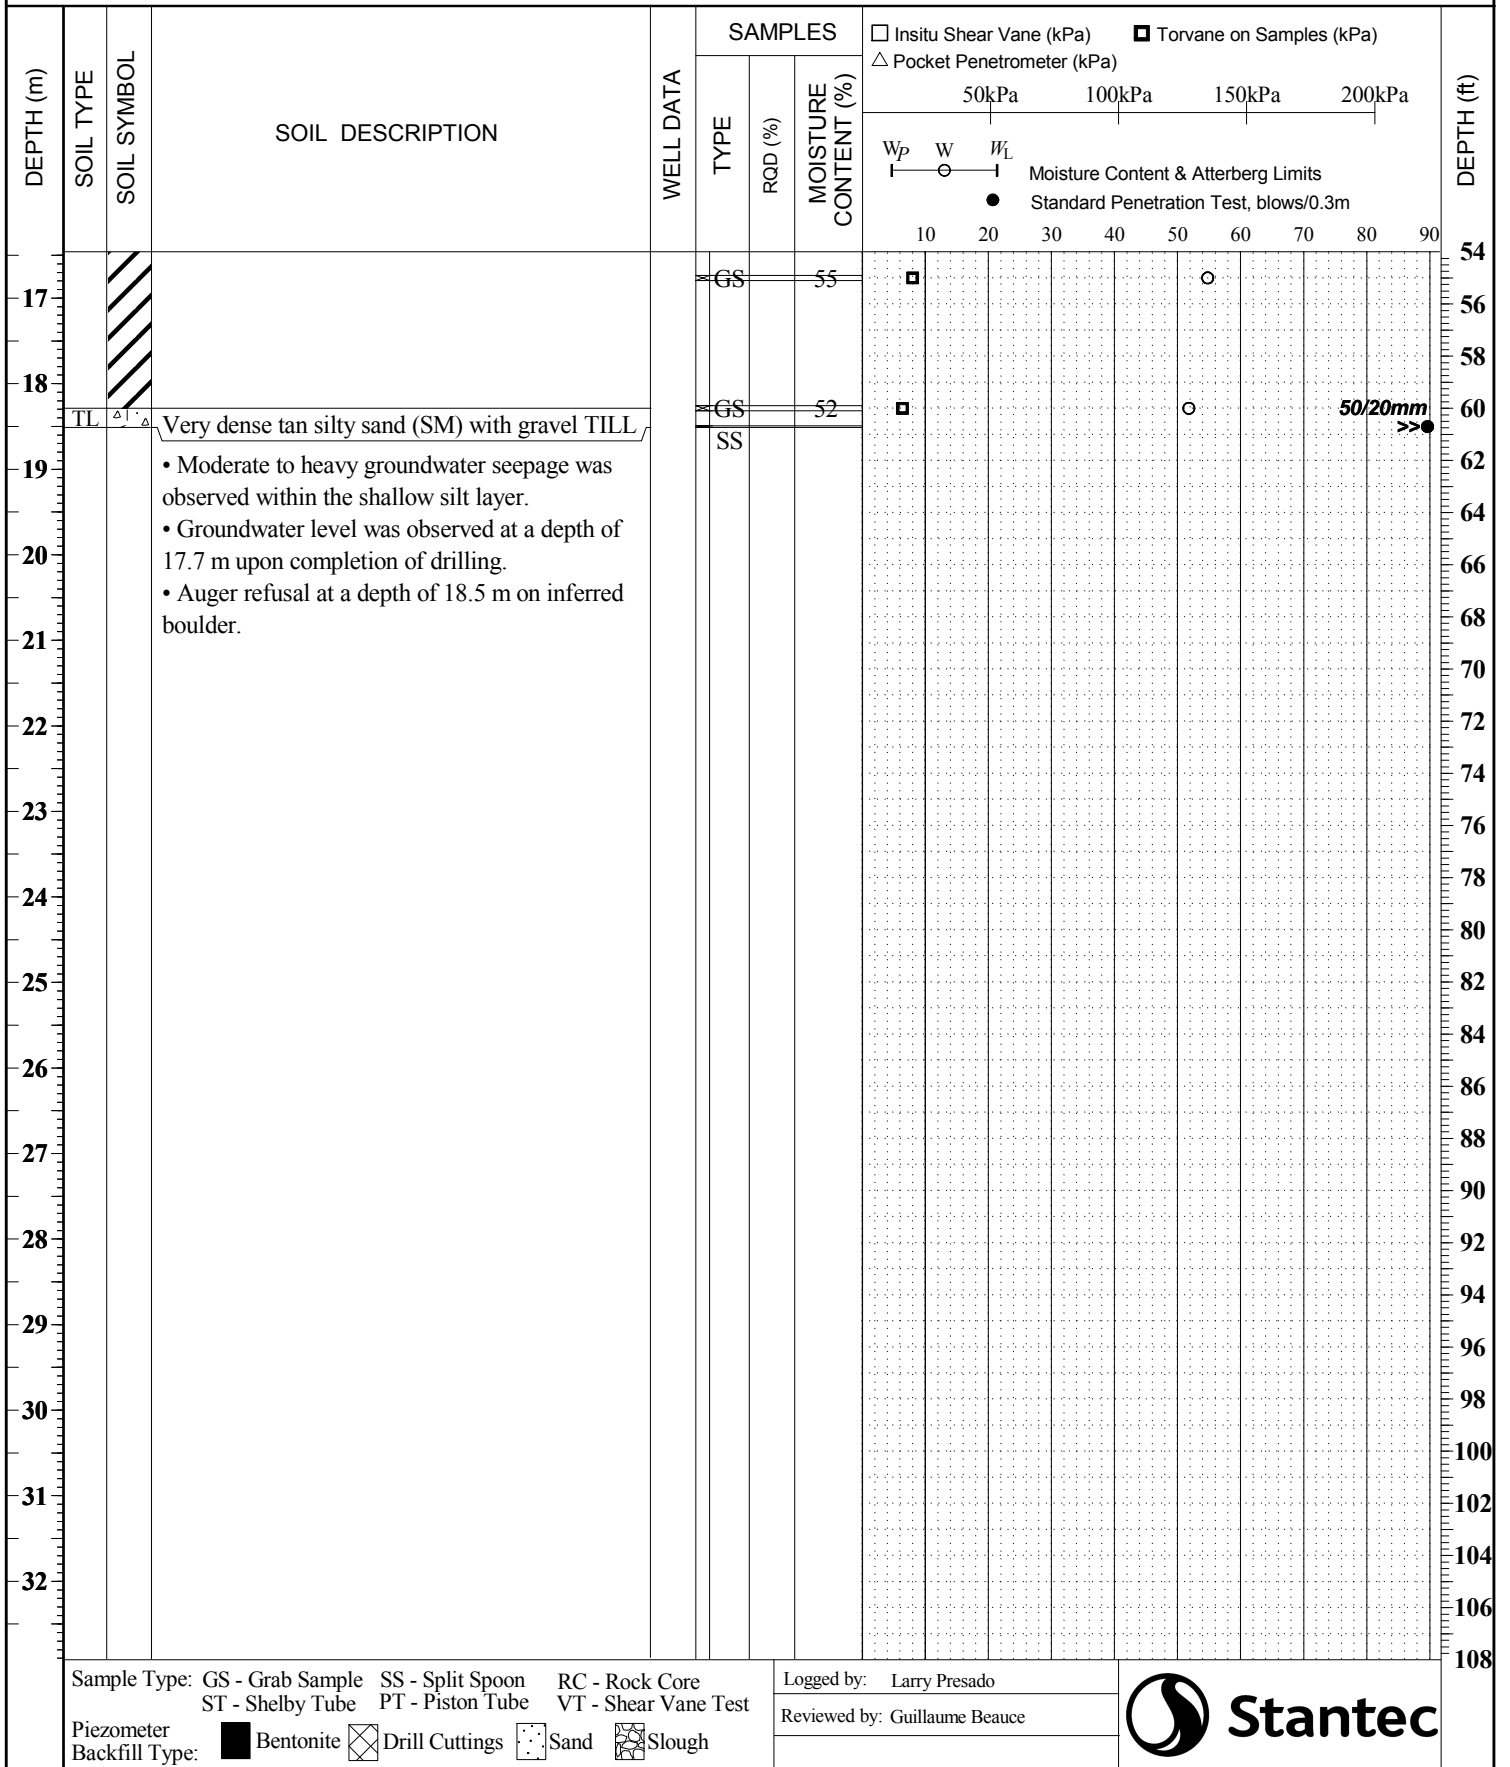 SAMPLES
DEPTH (m)
SOIL TYPE
SOIL SYMBOL
SOIL DESCRIPTION
WELL DATA
TYPE
RQD (%)
MOISTURE
CONTENT (%)
Insitu Shear Vane (kPa)
Torvane on Samples (kPa)
Pocket Penetrometer (kPa)
50kPa 100kPa 150kPa 200kPa
WP W WL
Moisture Content & Atterberg Limits
Standard Penetration Test, blows/0.3m
10 20 30 40 50 60 70 80 90
DEPTH (ft)
GS 55
GS 52
50/20mm
>>
TL
Very dense tan silty sand (SM) with gravel TILL
SS
• Moderate to heavy groundwater seepage was
observed within the shallow silt layer.
• Groundwater level was observed at a depth of
17.7 m upon completion of drilling.
• Auger refusal at a depth of 18.5 m on inferred
boulder.
17
18
19
20
21
22
23
24
25
26
27
28
29
30
31
32
54
56
58
60
62
64
66
68
70
72
74
76
78
80
82
84
86
88
90
92
94
96
98
100
102
104
106
108
Sample Type: GS - Grab Sample SS - Split Spoon RC - Rock Core
ST - Shelby Tube PT - Piston Tube VT - Shear Vane Test
Piezometer
Backfill Type:
Bentonite Drill Cuttings Sand Slough
Logged by: Larry Presado
Reviewed by: Guillaume Beauce
Stantec